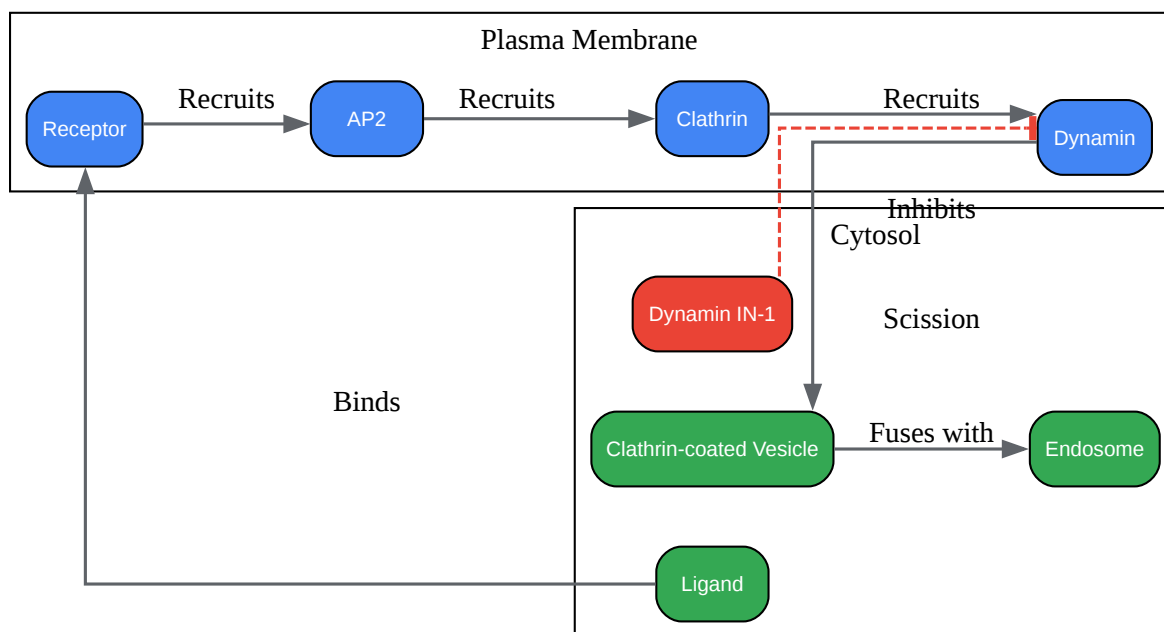 Plasma Membrane
Recruits
Recruits
Recruits
Receptor
AP2
Clathrin
Dynamin
Inhibits
Cytosol
Dynamin IN-1
Scission
Binds
Clathrin-coated Vesicle
Fuses with
Endosome
Ligand